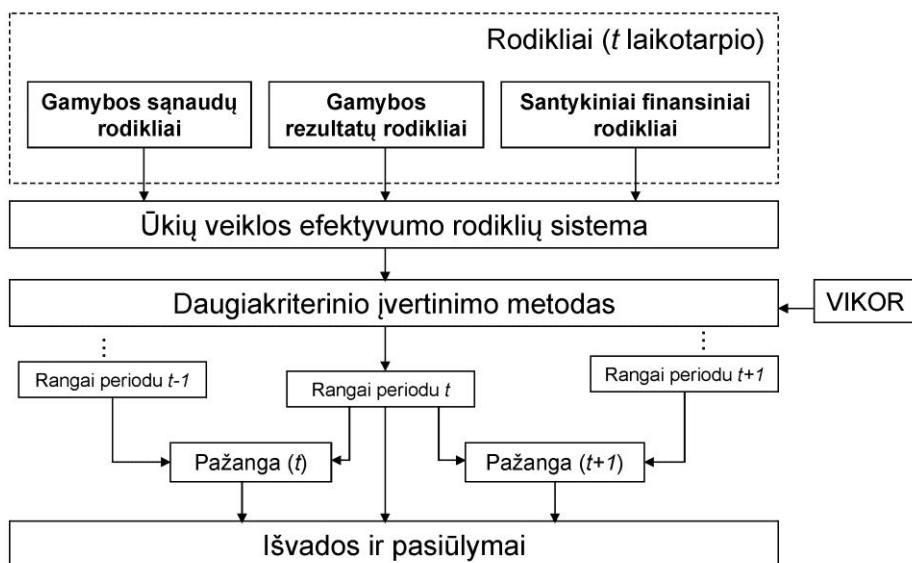 Rodikliai (t laikotarpio)
Gamybos sąnaudų
rodikliai
Gamybos
rezultatų rodikliai
Santykiniai finansiniai
rodikliai
Ūkių veiklos efektyvumo rodiklių sistema
Daugiakriterinio įvertinimo metodas
VIKOR
Rangai periodu t-1
Rangai periodu t
Rangai periodu t+1
Pažanga (t)
Pažanga (t+1)
Išvados ir pasiūlymai